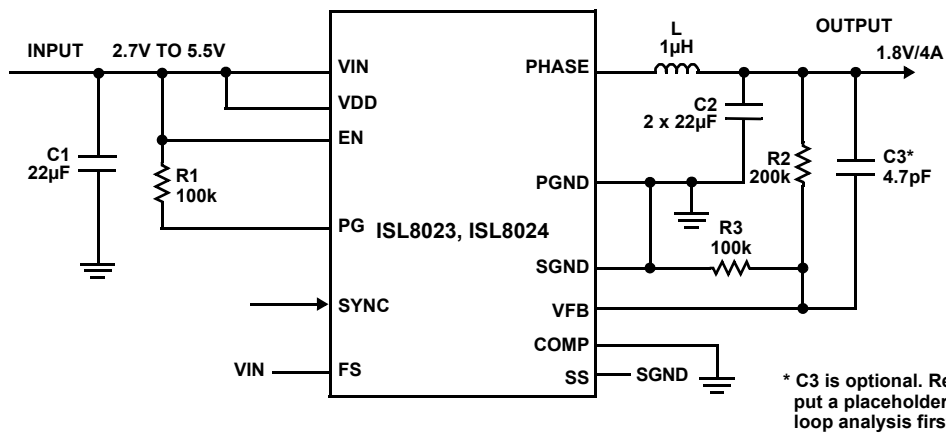 INPUT
2.7V TO 5.5V
OUTPUT
1.8V/4A
L
1µH
VIN
VDD
EN
PG
SYNC
FS
PHASE
PGND
SGND
VFB
COMP
SS
ISL8023, ISL8024
C1
22µF
R1
100k
VIN
C2
2 x 22µF
R2
200k
C3*
4.7pF
R3
100k
SGND
* C3 is optional.
put a placeholder
loop analysis